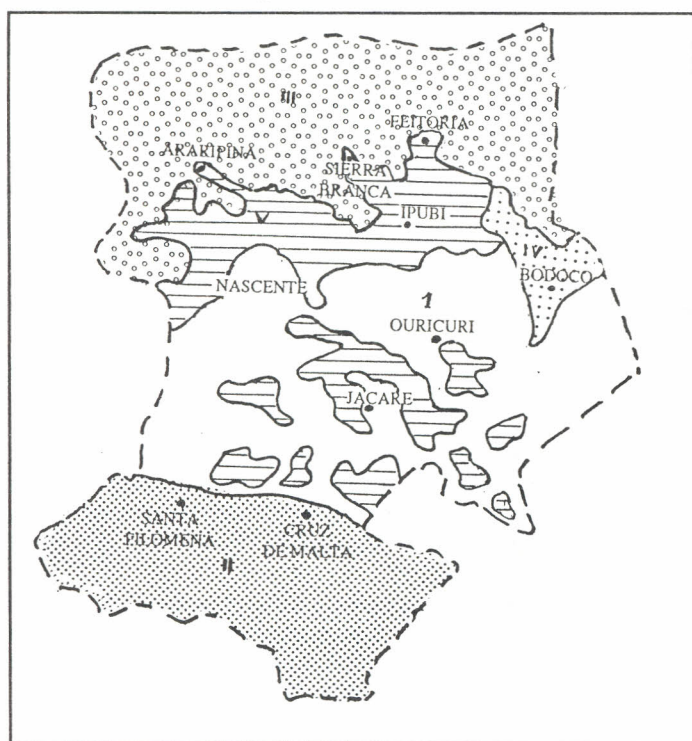 III
FEITORIA
ARARIPINA
SIERRA
BRANCA
V
IPUBI
IV
BODOCO
NASCENTE
1
OURICURI
JACARE
SANTA
FILOMENA
CRUZ
DE MALTA
II